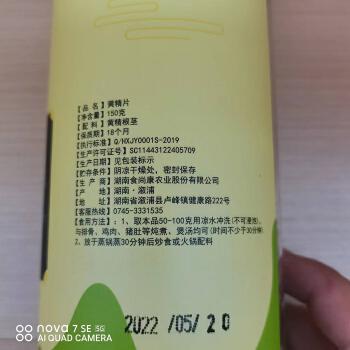 【品 名】黄精片
【净含量】150克
【配 料】黄精根茎
【保质期】18个月
【执行标准】Q/HXJY0001S-2019
【生产许可证号】SC11443122405709
【生产日期】见包装标示
【贮存条件】阴凉干燥处，密封保存
【生 产 商】湖南食尚康农业股份有限公司
【产 地】湖南·溆浦
【地 址】湖南省溆浦县卢峰镇健康路222号
【客服热线】0745-3331535
【食用方法】1、取本品50-100克用凉水冲洗(不可浸泡)，
与排骨、鸡肉、猪肚等炖煮、煲汤均可(时间不少于30分钟)
2、放于蒸锅蒸30分钟后炒食或火锅配料
2022/05/20
nova 7 SE 5G
AI QUAD CAMERA